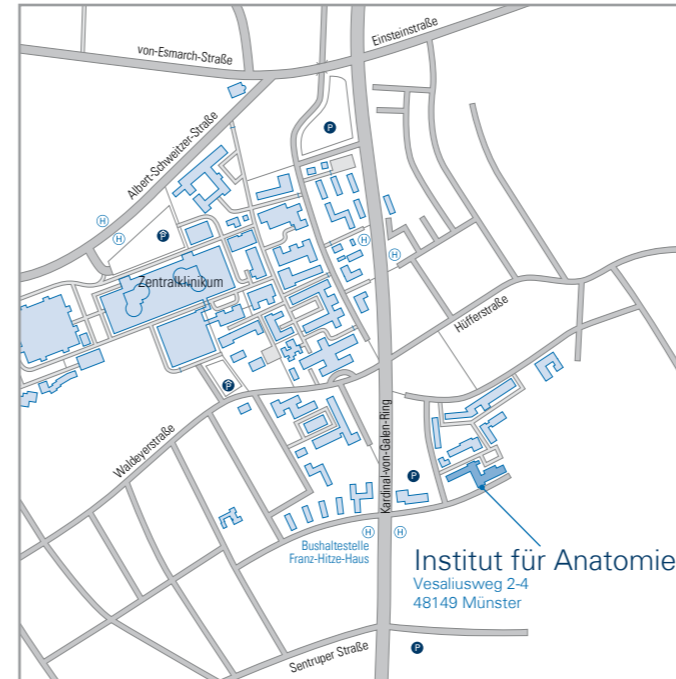 Einsteinstraße
von-Esmarch-Straße
Albert-Schweitzer-Straße
P
H
H
P
H
H
Zentralklinikum
Hüfferstraße
P
Waldeyerstraße
Kardinal-von-Galen-Ring
P
H
H
Bushaltestelle
Franz-Hitze-Haus
Institut für Anatomie
Vesaliusweg 2-4
48149 Münster
Sentruper Straße
P